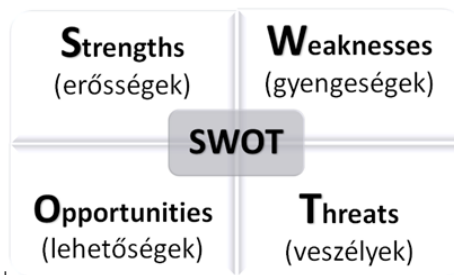 Strengths
(erősségek)
Weaknesses
(gyengeségek)
SWOT
Opportunities
(lehetőségek)
Threats
(veszélyek)